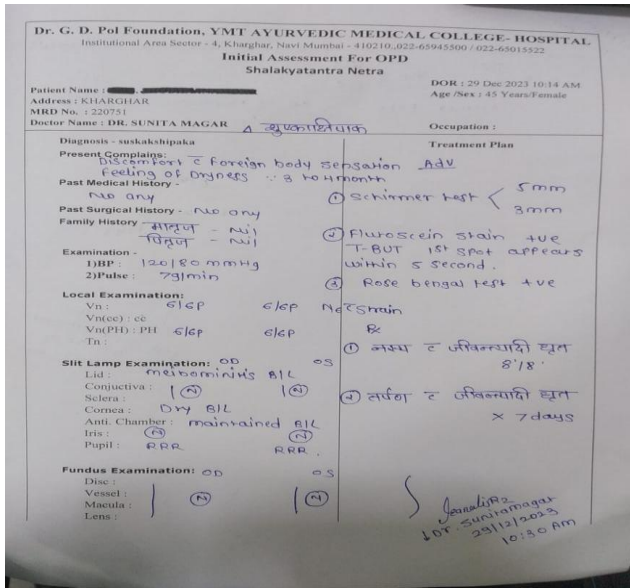 Dr. G. D. Pol Foundation, YMT AYURVEDIC MEDICAL COLLEGE- HOSPITAL
Institutional Area Sector - 4, Kharghar, Navi Mumbai - 410210.,022-65945500 / 022-65015522
Initial Assessment For OPD
Shalakyatantra Netra
DOR : 29 Dec 2023 10:14 AM
Patient Name :
Age /Sex : 45 Years/Female
Address : KHARGHAR
MRD No. : 220751
Doctor Name : DR. SUNITA MAGAR
Δ शुष्काक्षिपाक
Occupation :
Diagnosis - suskakshipaka
Treatment Plan
Present Complains:
Discomfort c̄ foreign body sensation
Feeling of Dryness ∵ 3 to 4 month
Past Medical History -
No any
Past Surgical History - No any
Family History मातृज - Nil
पितृज - Nil
Examination -
1)BP : 120/80 mmHg
2)Pulse : 79/min
Local Examination:
Vn : 6/6P 6/6P
Vn(cc) : cc
Vn(PH) : PH 6/6P 6/6P
Tn :
Slit Lamp Examination: OD OS
Lid : meibominitis B/L
Conjuctiva : (N) (N)
Sclera :
Cornea : Dry B/L
Anti. Chamber : maintained B/L
Iris : (N) (N)
Pupil : RRR RRR.
Fundus Examination: OD OS
Disc :
Vessel : (N) (N)
Macula :
Lens :
Adv
① Schirmer test < 5mm
3mm
② Fluroscein stain +ve
T-BUT 1st spot appears
within 5 second.
③ Rose bengal test +ve
Rx
① नस्य c̄ जीवन्त्यादी घृत
8°/8°
② तर्पण c̄ जीवन्त्यादी घृत
× 7 days
Dr. Sunitamagar
29/12/2023
10:30 Am